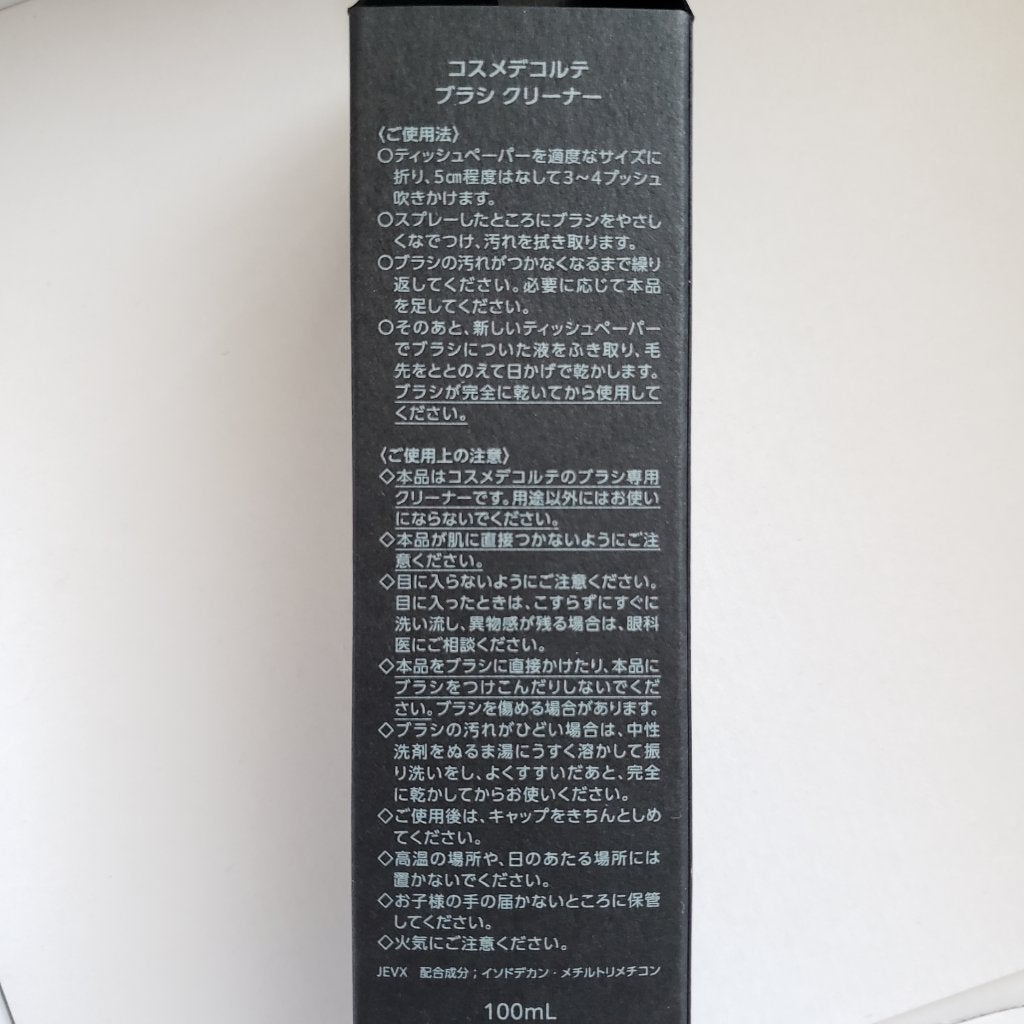 コスメデコルテ
ブラシ クリーナー
〈ご使用法〉
○ティッシュペーパーを適度なサイズに
折り、5㎝程度はなして3～4プッシュ
吹きかけます。
○スプレーしたところにブラシをやさし
くなでつけ、汚れを拭き取ります。
○ブラシの汚れがつかなくなるまで繰り
返してください。必要に応じて本品
を足してください。
○そのあと、新しいティッシュペーパー
でブラシについた液をふき取り、毛
先をととのえて日かげで乾かします。
ブラシが完全に乾いてから使用して
ください。
〈ご使用上の注意〉
◇本品はコスメデコルテのブラシ専用
クリーナーです。用途以外にはお使い
にならないでください。
◇本品が肌に直接つかないようにご注
意ください。
◇目に入らないようにご注意ください。
目に入ったときは、こすらずにすぐに
洗い流し、異物感が残る場合は、眼科
医にご相談ください。
◇本品をブラシに直接かけたり、本品に
ブラシをつけこんだりしないでくだ
さい。ブラシを傷める場合があります。
◇ブラシの汚れがひどい場合は、中性
洗剤をぬるま湯にうすく溶かして振
り洗いをし、よくすすいだあと、完全
に乾かしてからお使いください。
◇ご使用後は、キャップをきちんとしめ
てください。
◇高温の場所や、日のあたる場所には
置かないでください。
◇お子様の手の届かないところに保管
してください。
◇火気にご注意ください。
JEVX 配合成分；イソドデカン・メチルトリメチコン
100mL